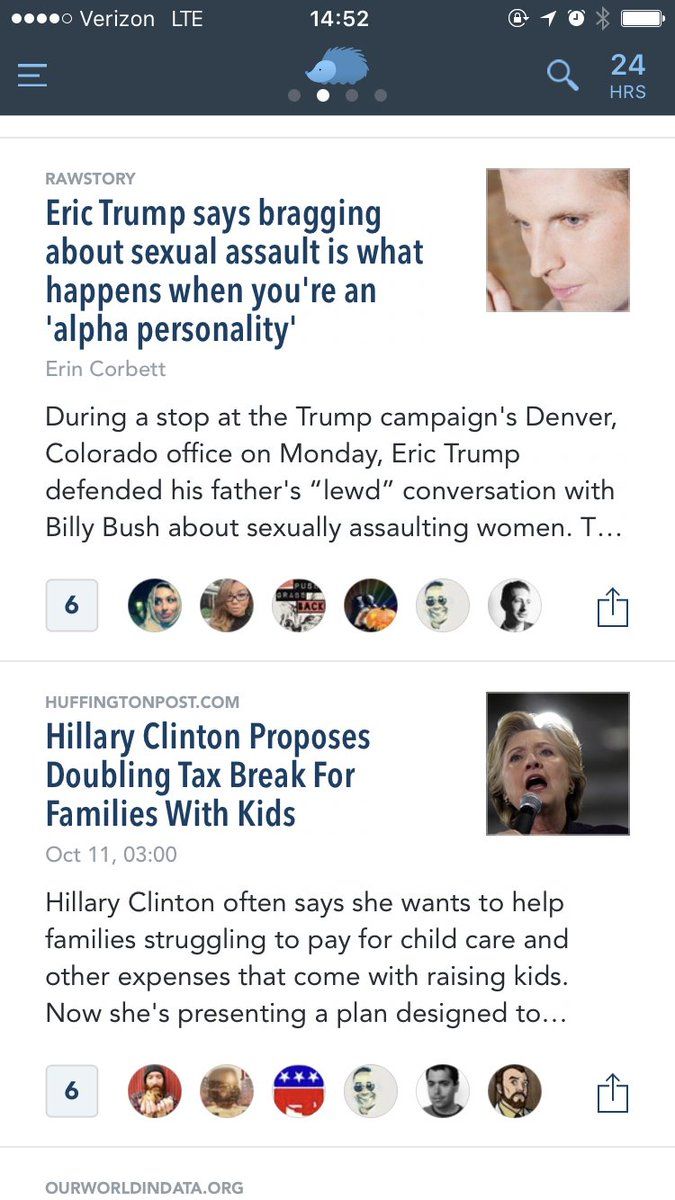 Verizon LTE 14:52
24
HRS
RAWSTORY
Eric Trump says bragging
about sexual assault is what
happens when you're an
'alpha personality'
Erin Corbett
During a stop at the Trump campaign's Denver,
Colorado office on Monday, Eric Trump
defended his father's “lewd” conversation with
Billy Bush about sexually assaulting women. T…
6
PUS
GRABS
BACK
HUFFINGTONPOST.COM
Hillary Clinton Proposes
Doubling Tax Break For
Families With Kids
Oct 11, 03:00
Hillary Clinton often says she wants to help
families struggling to pay for child care and
other expenses that come with raising kids.
Now she's presenting a plan designed to…
6
OURWORLDINDATA.ORG